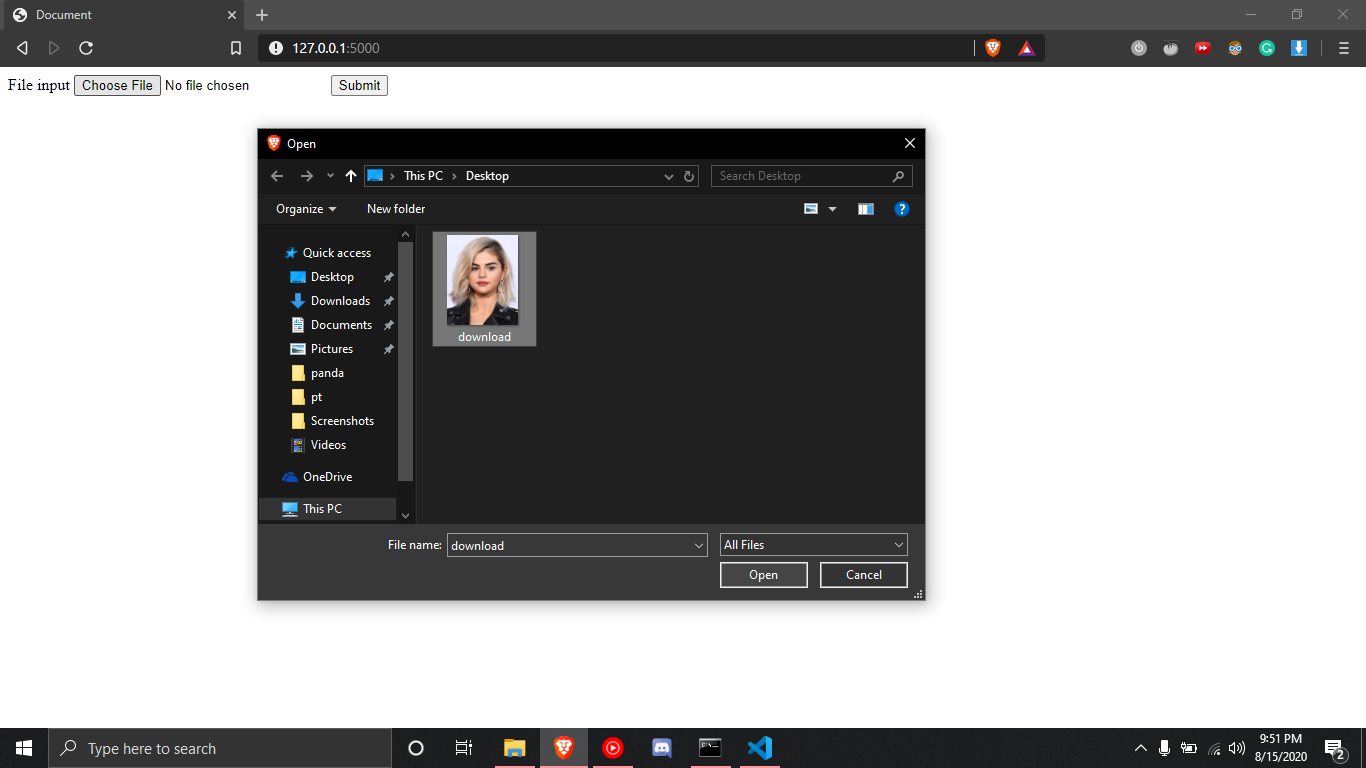 Document
127.0.0.1:5000
File input Choose File No file chosen Submit
Open
This PC > Desktop
Search Desktop
Organize New folder
Quick access
Desktop
Downloads
Documents
Pictures
panda
pt
Screenshots
Videos
OneDrive
This PC
download
File name: download
All Files
Open Cancel
Type here to search
9:51 PM
8/15/2020
2